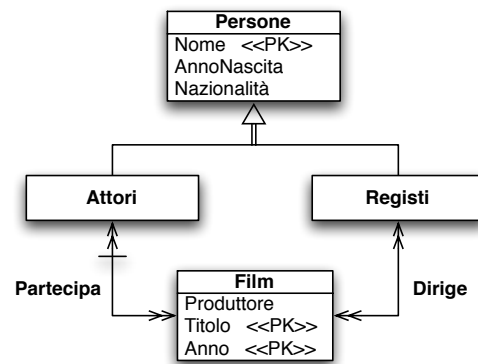 Persone
Nome <<PK>>
AnnoNascita
Nazionalità
Attori
Registi
Partecipa
Dirige
Film
Produttore
Titolo <<PK>>
Anno <<PK>>